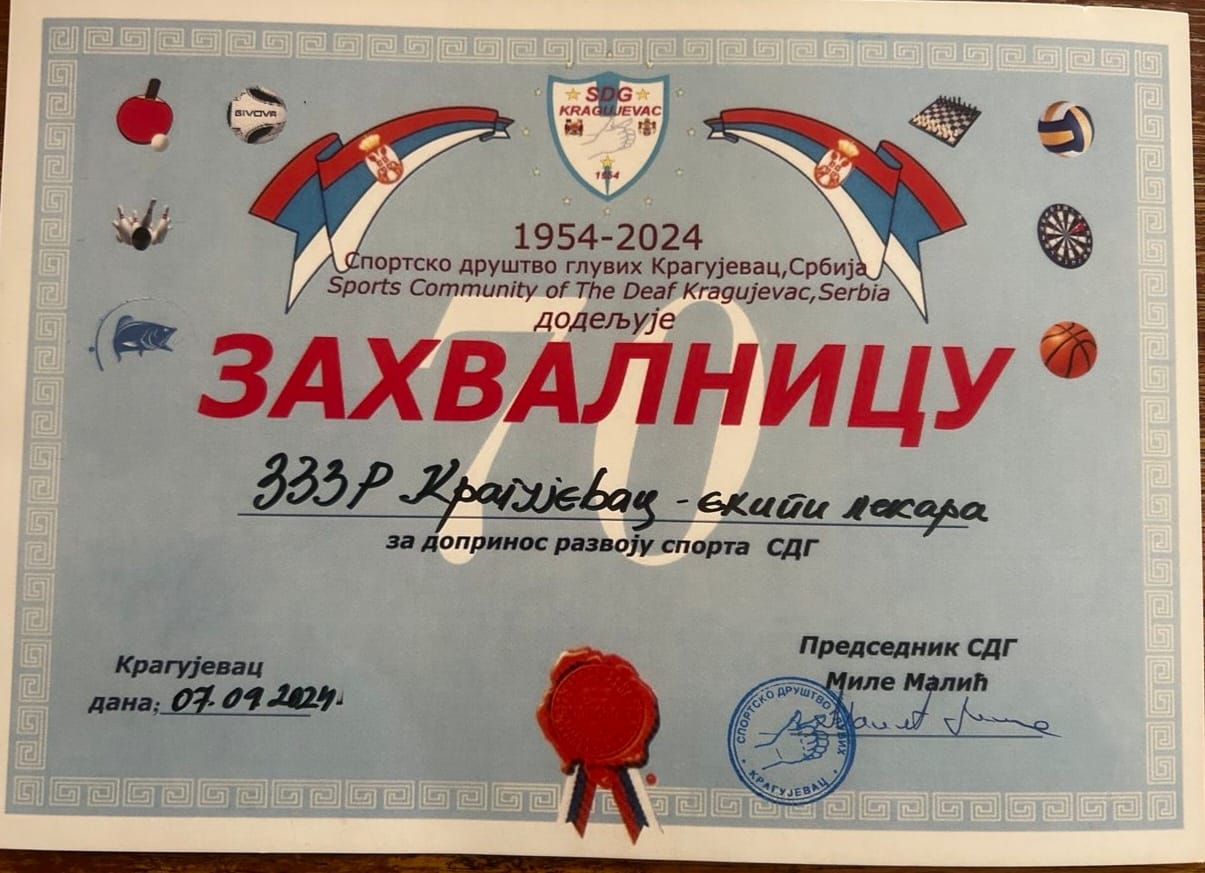 GIVOVA
SDG
KRAGUJEVAC
1954
1954-2024
Спортско друштво глувих Крагујевац,Србија
Sports Community of The Deaf Kragujevac,Serbia
додељује
70
ЗАХВАЛНИЦУ
ЗЗЗР Крагујевац - екипи лекара
за допринос развоју спорта СДГ
Крагујевац
дана: 07.09.2024.
Председник СДГ
Миле Малић
СПОРТСКО ДРУШТВО ГЛУВИХ
КРАГУЈЕВАЦ